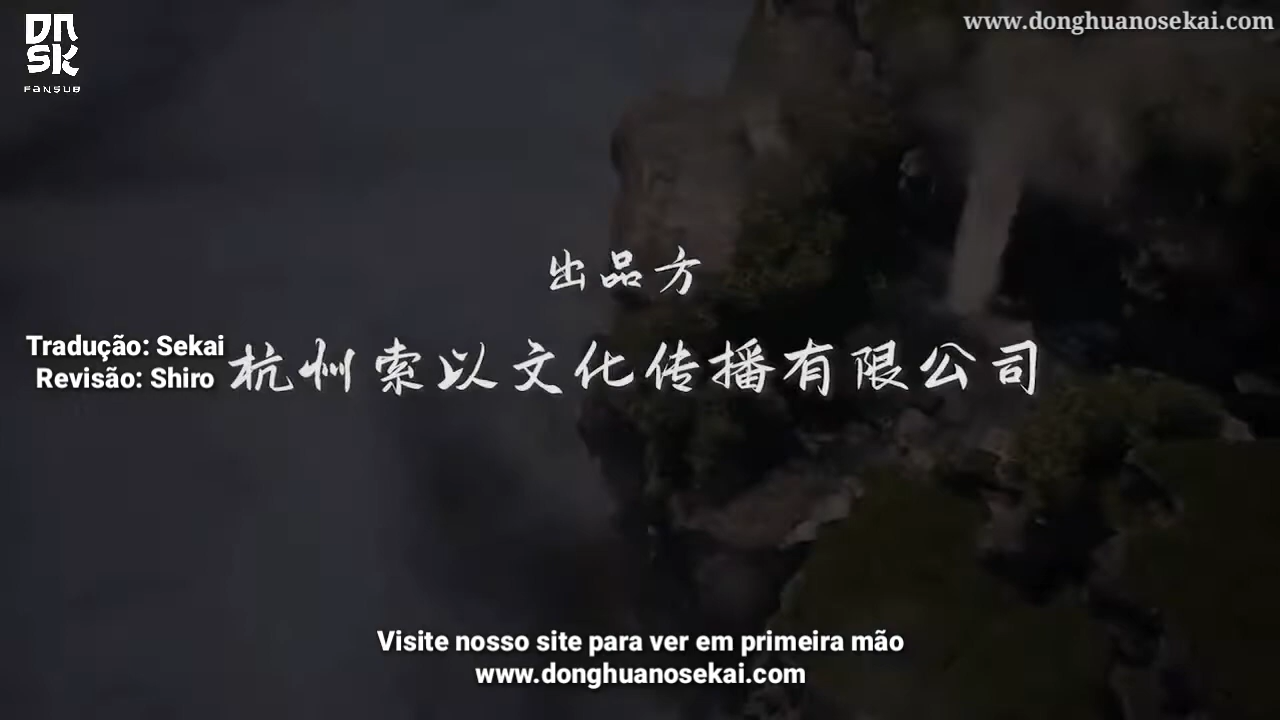 DNSK
FANSUB
www.donghuanosekai.com
出品方
Tradução: Sekai
Revisão: Shiro
杭州索以文化传播有限公司
Visite nosso site para ver em primeira mão
www.donghuanosekai.com